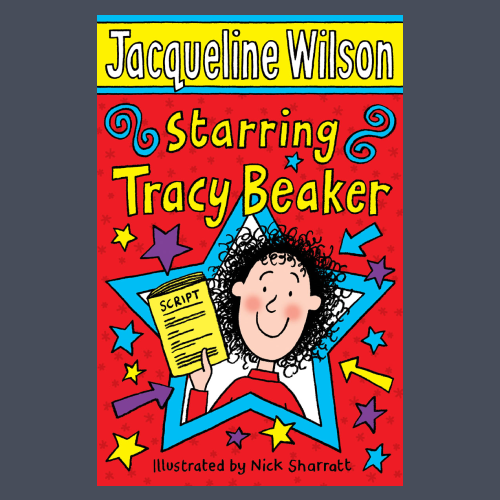 Jacqueline Wilson
Starring
Tracy Beaker
SCRIPT
Illustrated by Nick Sharratt